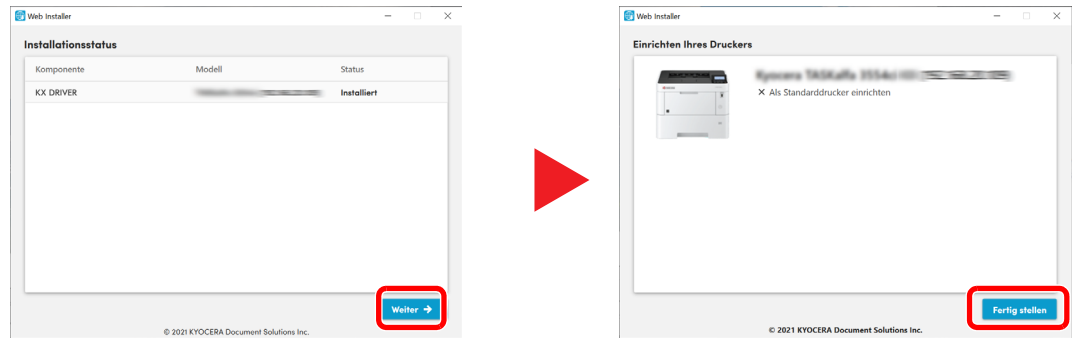 Web Installer
Installationsstatus
Komponente Modell Status
KX DRIVER Installiert
Weiter
© 2021 KYOCERA Document Solutions Inc.
Web Installer
Einrichten Ihres Druckers
Als Standarddrucker einrichten
Fertig stellen
© 2021 KYOCERA Document Solutions Inc.